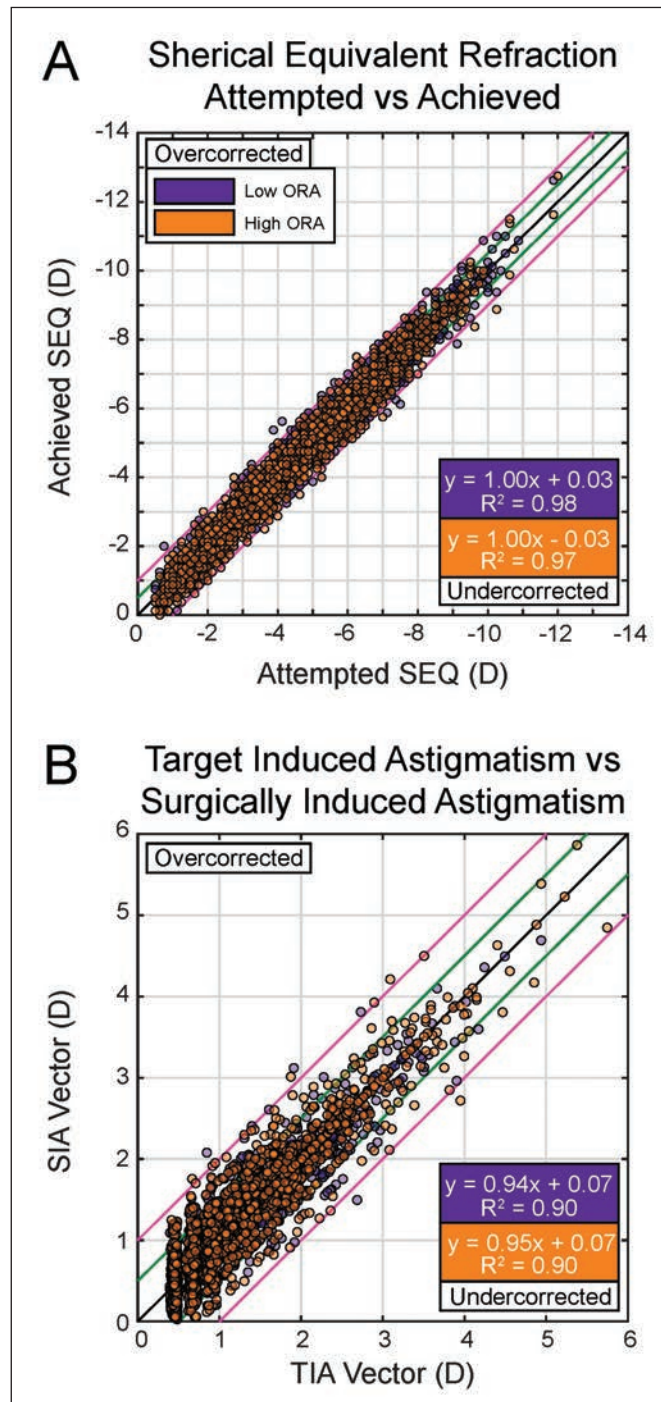 A
Sherical Equivalent Refraction
Attempted vs Achieved
Overcorrected
Low ORA
High ORA
Achieved SEQ (D)
-14
-12
-10
-8
-6
-4
-2
0
y = 1.00x + 0.03
R² = 0.98
y = 1.00x - 0.03
R² = 0.97
Undercorrected
0 -2 -4 -6 -8 -10 -12 -14
Attempted SEQ (D)
B
Target Induced Astigmatism vs
Surgically Induced Astigmatism
Overcorrected
SIA Vector (D)
6
5
4
3
2
1
0
y = 0.94x + 0.07
R² = 0.90
y = 0.95x + 0.07
R² = 0.90
Undercorrected
0 1 2 3 4 5 6
TIA Vector (D)